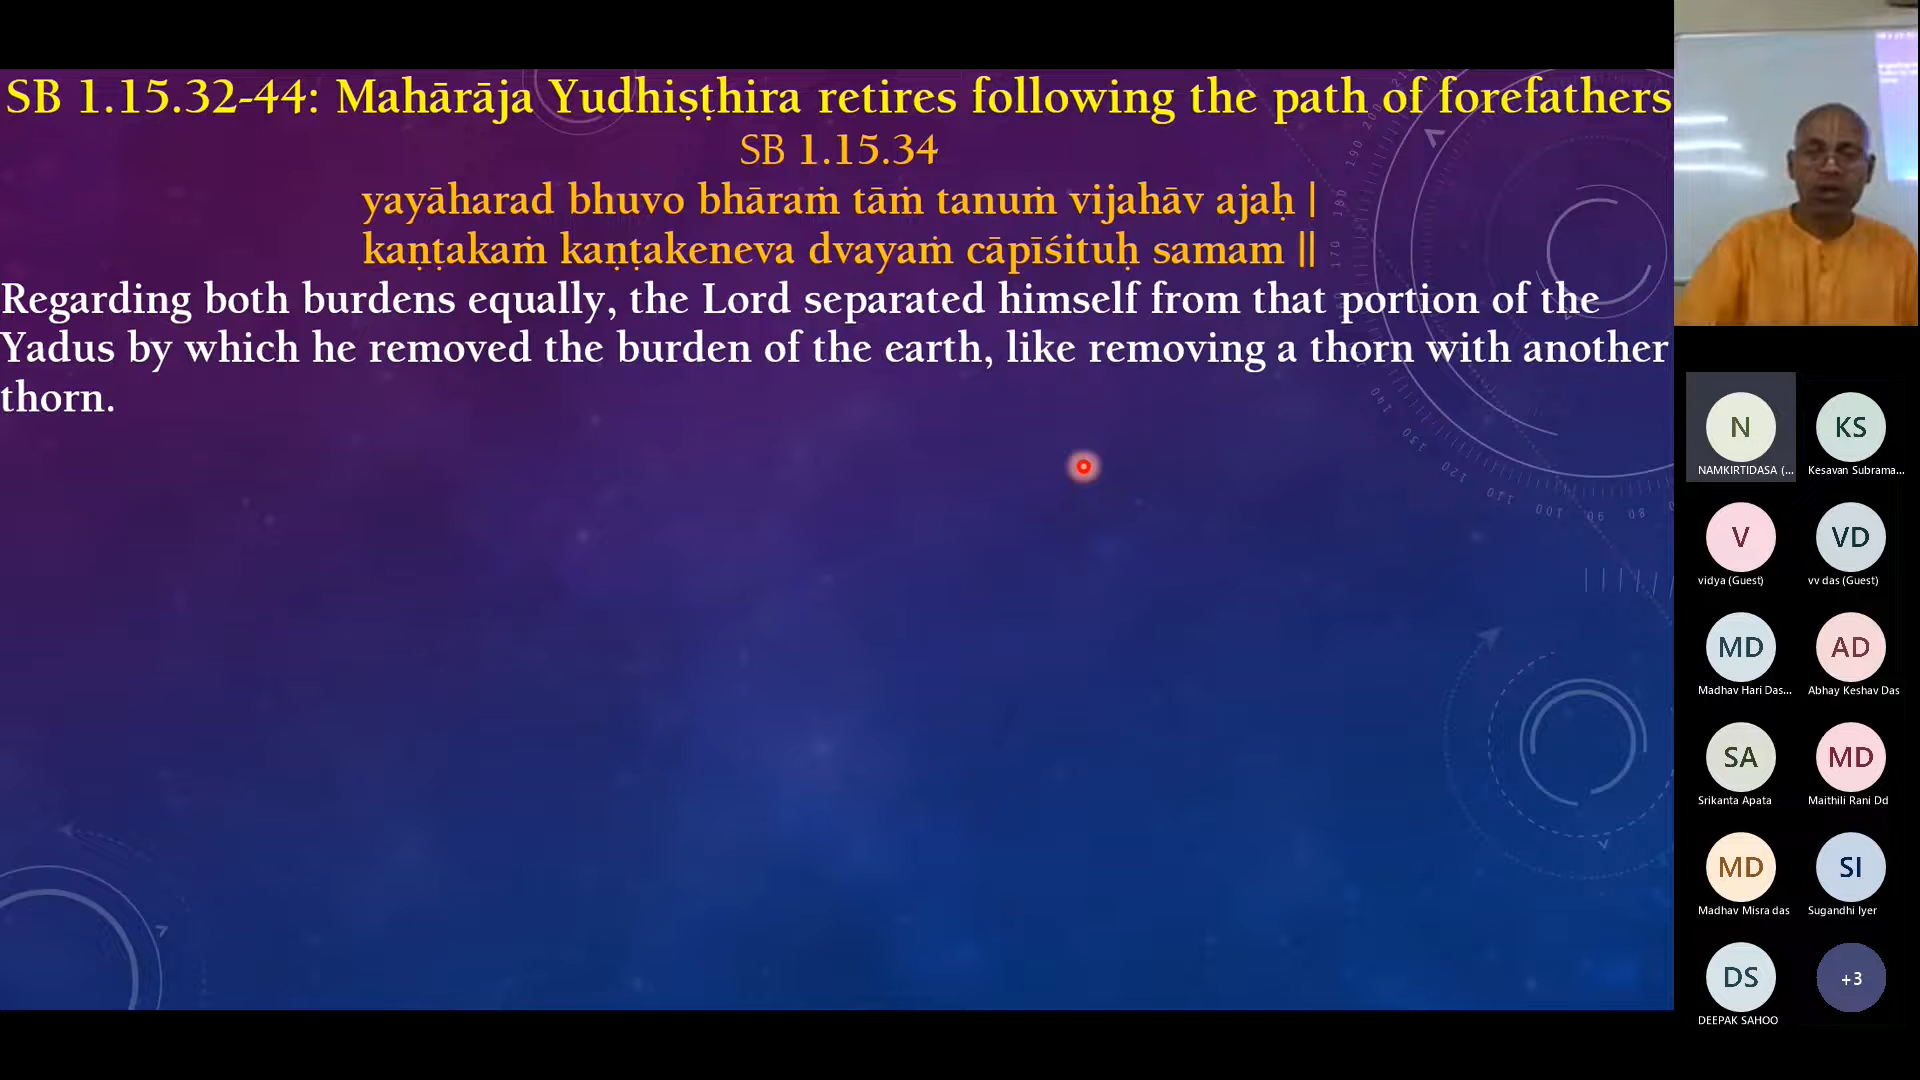 SB 1.15.32-44: Mahārāja Yudhiṣṭhira retires following the path of forefathers
SB 1.15.34
yayāharad bhuvo bhāraṁ tāṁ tanuṁ vijahāv ajaḥ |
kaṇṭakaṁ kaṇṭakeneva dvayaṁ cāpīśituḥ samam ||
Regarding both burdens equally, the Lord separated himself from that portion of the
Yadus by which he removed the burden of the earth, like removing a thorn with another
thorn.
N KS
NAMKIRTIDASA (... Kesavan Subrama...
V VD
vidya (Guest) vv das (Guest)
MD AD
Madhav Hari Das... Abhay Keshav Das
SA MD
Srikanta Apata Maithili Rani Dd
MD SI
Madhav Misra das Sugandhi Iyer
DS +3
DEEPAK SAHOO